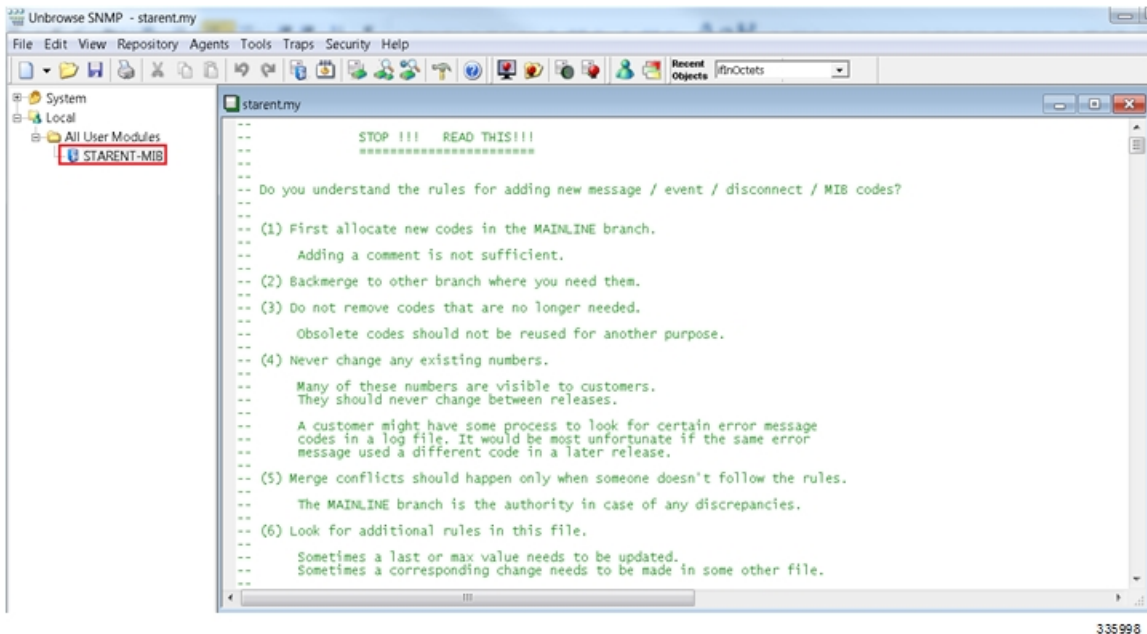 Unbrowse SNMP - starent.my
File Edit View Repository Agents Tools Traps Security Help
Recent Objects ifInOctets
System
Local
All User Modules
STARENT-MIB
starent.my
--
-- STOP !!! READ THIS!!!
-- =======================
--
--
-- Do you understand the rules for adding new message / event / disconnect / MIB codes?
--
--
-- (1) First allocate new codes in the MAINLINE branch.
--
-- Adding a comment is not sufficient.
--
-- (2) Backmerge to other branch where you need them.
--
-- (3) Do not remove codes that are no longer needed.
--
-- Obsolete codes should not be reused for another purpose.
--
-- (4) Never change any existing numbers.
--
-- Many of these numbers are visible to customers.
-- They should never change between releases.
--
-- A customer might have some process to look for certain error message
-- codes in a log file. It would be most unfortunate if the same error
-- message used a different code in a later release.
--
-- (5) Merge conflicts should happen only when someone doesn't follow the rules.
--
-- The MAINLINE branch is the authority in case of any discrepancies.
--
-- (6) Look for additional rules in this file.
--
-- Sometimes a last or max value needs to be updated.
-- Sometimes a corresponding change needs to be made in some other file.
--
335998